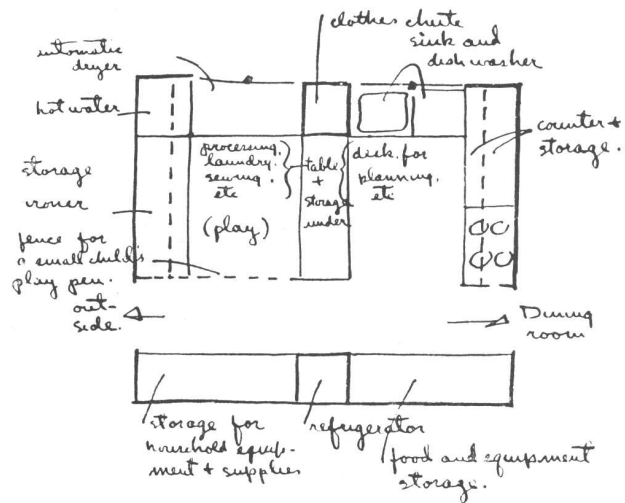 clothes chute
sink and
dish washer
automatic
dryer
hot water
counter +
storage.
processing,
laundry.
sewing.
etc
(play)
table
+
storage
under
disk. for
planning.
etc
storage
ironer
fence for
a small child's
play pen.
out-
side.
Dining
room
storage for
household equip-
ment + supplies
refrigerator
food and equipment
storage.